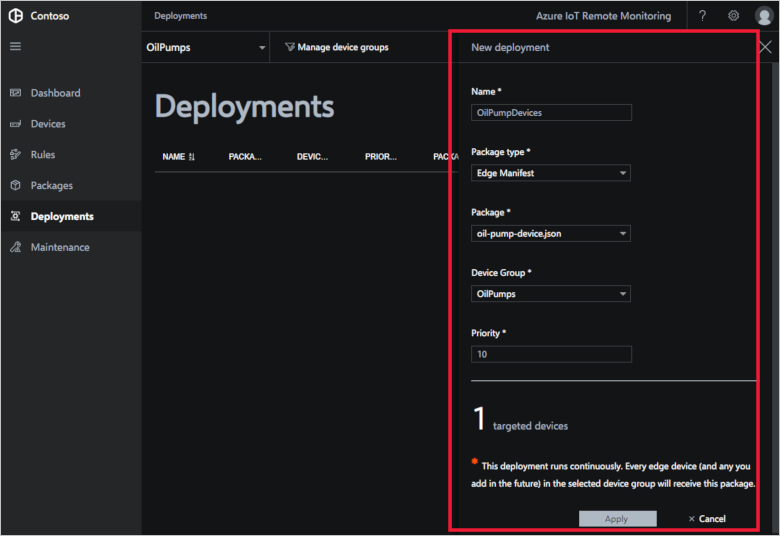 Contoso
Deployments
Azure IoT Remote Monitoring
?
OilPumps
Manage device groups
New deployment
Dashboard
Devices
Rules
Packages
Deployments
Maintenance
Deployments
NAME
PACKA...
DEVIC...
PRIOR...
PACKA
Name *
OilPumpDevices
Package type *
Edge Manifest
Package *
oil-pump-device.json
Device Group *
OilPumps
Priority *
10
1 targeted devices
* This deployment runs continuously. Every edge device (and any you
add in the future) in the selected device group will receive this package.
Apply
× Cancel